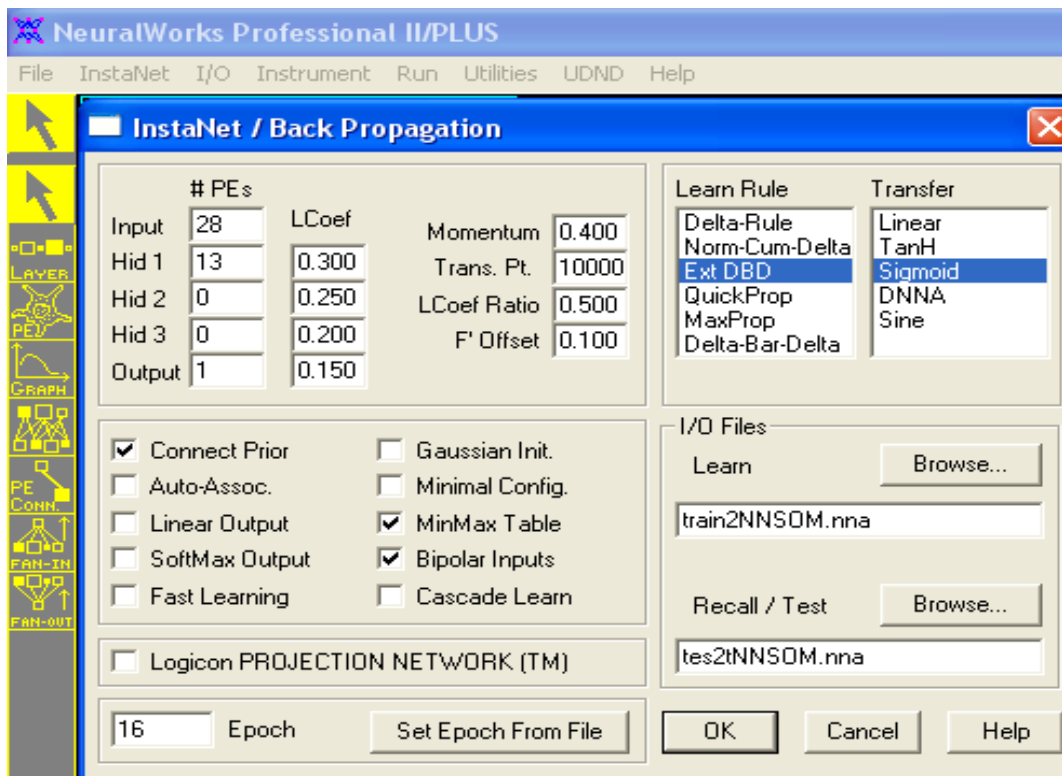 NeuralWorks Professional II/PLUS
File InstaNet I/O Instrument Run Utilities UDND Help
InstaNet / Back Propagation
# PEs
LCoef
Input 28
Hid 1 13 0.300
Hid 2 0 0.250
Hid 3 0 0.200
Output 1 0.150
Momentum 0.400
Trans. Pt. 10000
LCoef Ratio 0.500
F' Offset 0.100
Learn Rule
Delta-Rule
Norm-Cum-Delta
Ext DBD
QuickProp
MaxProp
Delta-Bar-Delta
Transfer
Linear
TanH
Sigmoid
DNNA
Sine
Connect Prior
Auto-Assoc.
Linear Output
SoftMax Output
Fast Learning
Gaussian Init.
Minimal Config.
MinMax Table
Bipolar Inputs
Cascade Learn
I/O Files
Learn Browse...
train2NNSOM.nna
Recall / Test Browse...
tes2tNNSOM.nna
Logicon PROJECTION NETWORK (TM)
16 Epoch Set Epoch From File
OK Cancel Help
LAYER
PE
GRAPH
PE
CONN.
FAN-IN
FAN-OUT